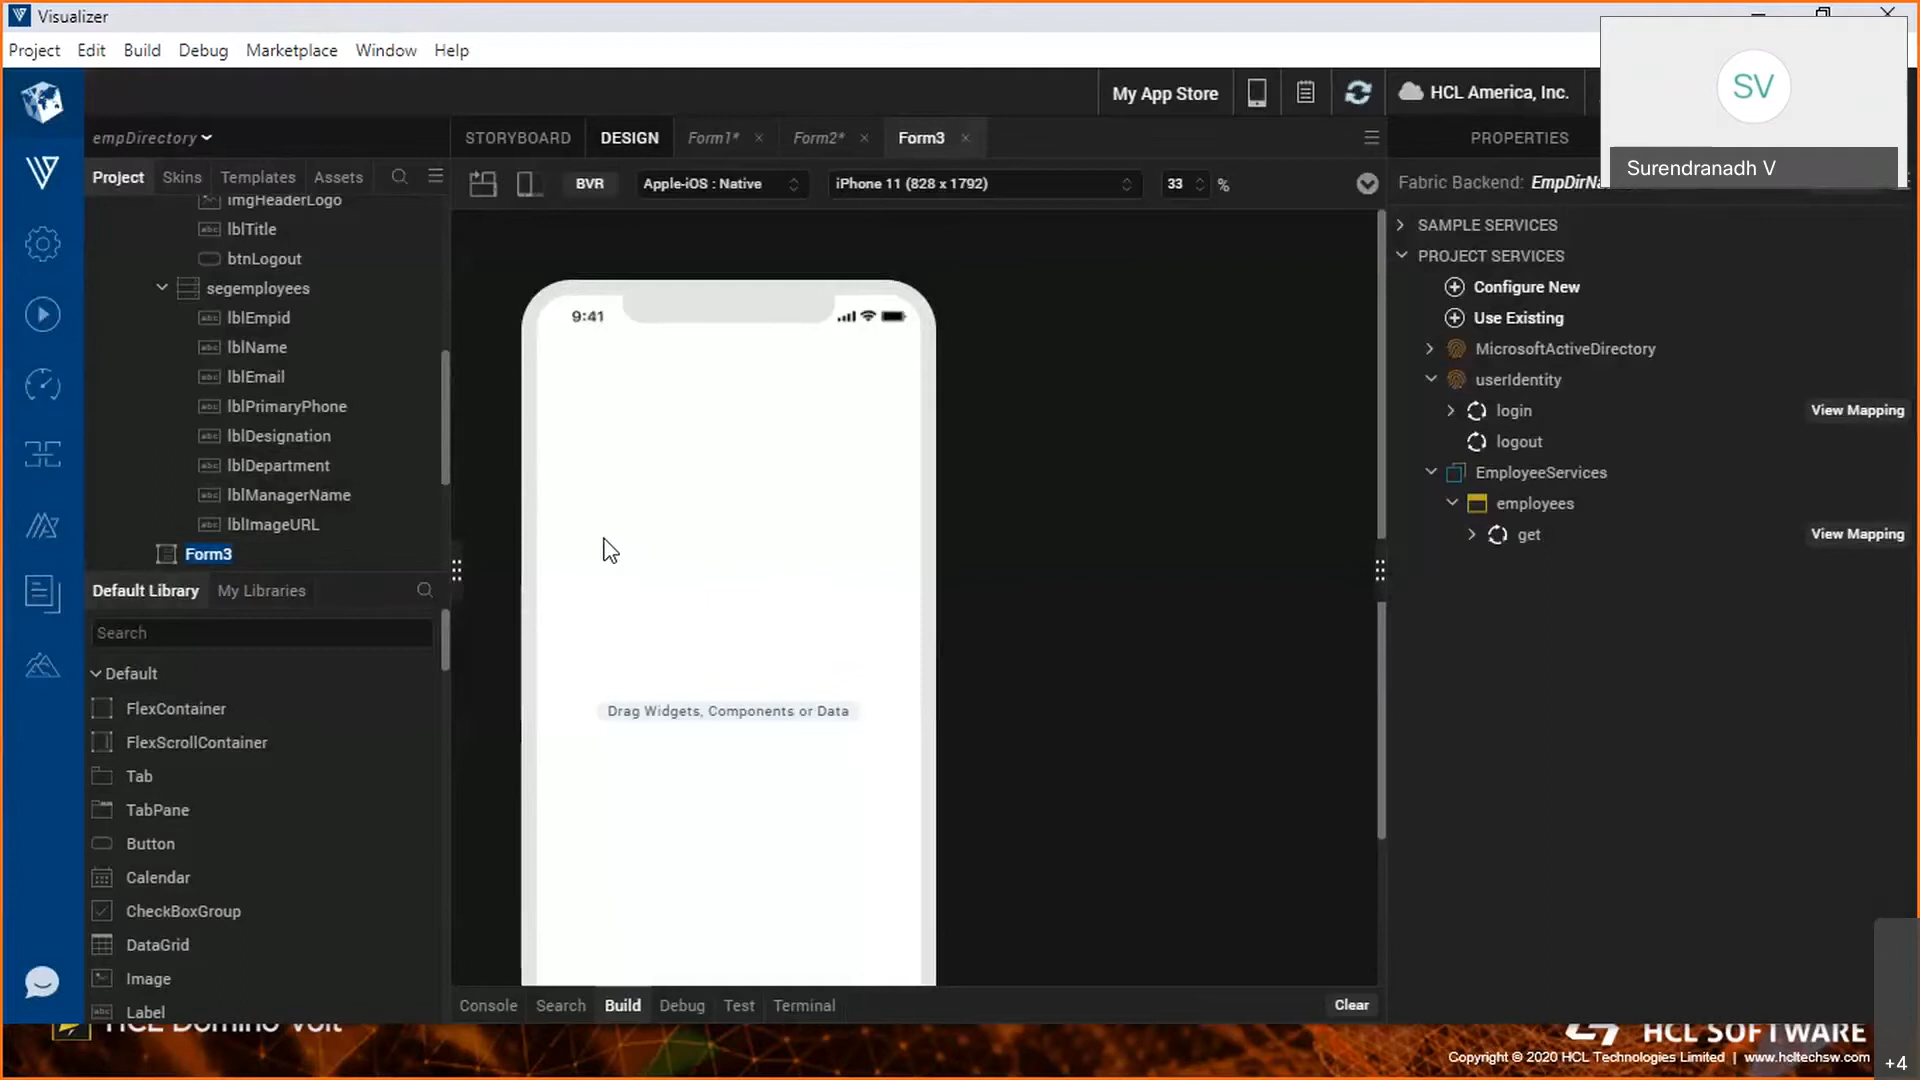 Visualizer
Project Edit Build Debug Marketplace Window Help
My App Store
HCL America, Inc.
SV
Surendranadh V
empDirectory
STORYBOARD DESIGN Form1* Form2* Form3
PROPERTIES
Project Skins Templates Assets
BVR Apple-iOS : Native iPhone 11 (828 x 1792) 33 %
Fabric Backend: EmpDirNa
imgHeaderLogo
lblTitle
btnLogout
segemployees
lblEmpid
lblName
lblEmail
lblPrimaryPhone
lblDesignation
lblDepartment
lblManagerName
lblImageURL
Form3
Default Library My Libraries
Search
Default
FlexContainer
FlexScrollContainer
Tab
TabPane
Button
Calendar
CheckBoxGroup
DataGrid
Image
Label
9:41
Drag Widgets, Components or Data
SAMPLE SERVICES
PROJECT SERVICES
Configure New
Use Existing
MicrosoftActiveDirectory
userIdentity
login View Mapping
logout
EmployeeServices
employees
get View Mapping
Console Search Build Debug Test Terminal
Clear
HCL Domino Volt
HCL SOFTWARE
Copyright © 2020 HCL Technologies Limited | www.hcltechsw.com
+4